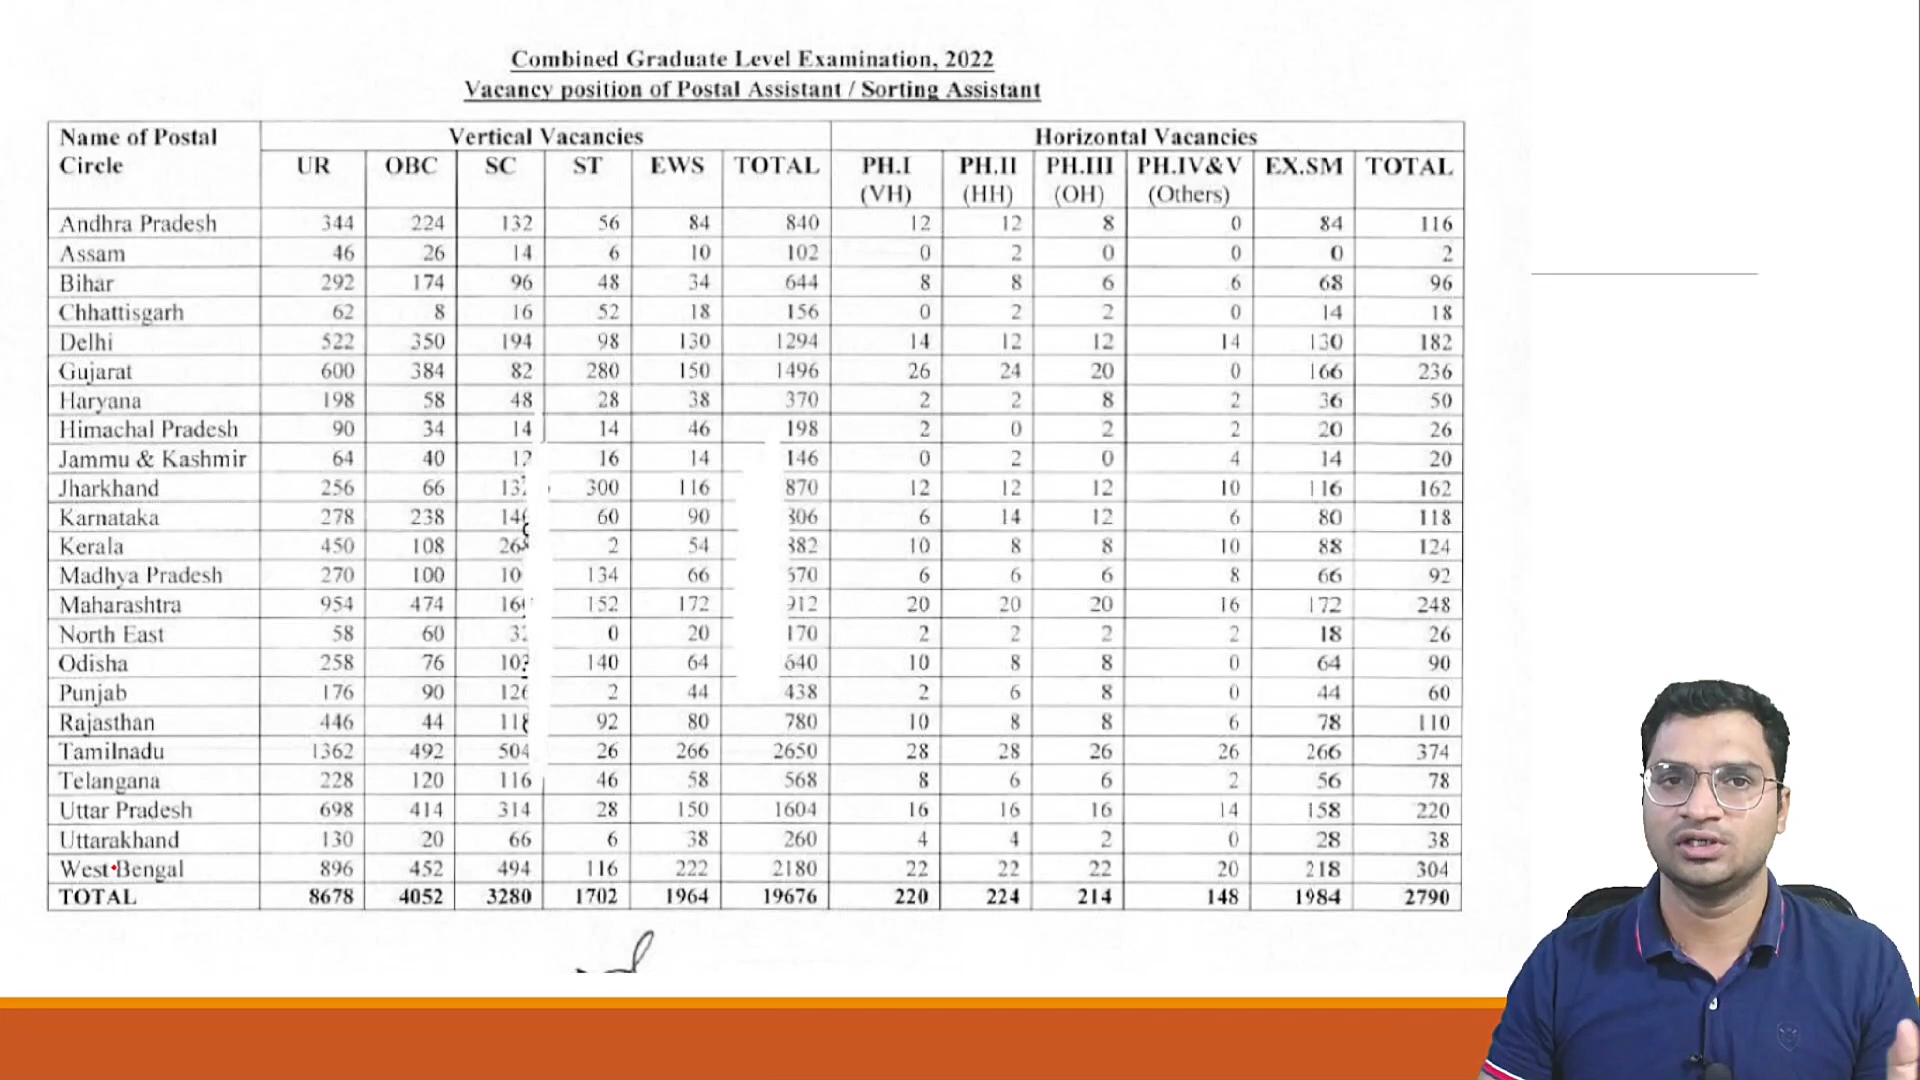 Combined Graduate Level Examination, 2022
Vacancy position of Postal Assistant / Sorting Assistant
Name of Postal Circle Vertical Vacancies Horizontal Vacancies
UR OBC SC ST EWS TOTAL PH.I (VH) PH.II (HH) PH.III (OH) PH.IV&V (Others) EX.SM TOTAL
Andhra Pradesh 344 224 132 56 84 840 12 12 8 0 84 116
Assam 46 26 14 6 10 102 0 2 0 0 0 2
Bihar 292 174 96 48 34 644 8 8 6 6 68 96
Chhattisgarh 62 8 16 52 18 156 0 2 2 0 14 18
Delhi 522 350 194 98 130 1294 14 12 12 14 130 182
Gujarat 600 384 82 280 150 1496 26 24 20 0 166 236
Haryana 198 58 48 28 38 370 2 2 8 2 36 50
Himachal Pradesh 90 34 14 14 46 198 2 0 2 2 20 26
Jammu & Kashmir 64 40 12 16 14 146 0 2 0 4 14 20
Jharkhand 256 66 300 116 870 12 12 12 10 116 162
Karnataka 278 238 60 90 6 14 12 6 80 118
Kerala 450 108 2 54 10 8 8 10 88 124
Madhya Pradesh 270 100 134 66 6 6 6 8 66 92
Maharashtra 954 474 152 172 20 20 20 16 172 248
North East 58 60 0 20 170 2 2 2 2 18 26
Odisha 258 76 140 64 10 8 8 0 64 90
Punjab 176 90 126 2 44 438 2 6 8 0 44 60
Rajasthan 446 44 118 92 80 780 10 8 8 6 78 110
Tamilnadu 1362 492 504 26 266 2650 28 28 26 26 266 374
Telangana 228 120 116 46 58 568 8 6 6 2 56 78
Uttar Pradesh 698 414 314 28 150 1604 16 16 16 14 158 220
Uttarakhand 130 20 66 6 38 260 4 4 2 0 28 38
West Bengal 896 452 494 116 222 2180 22 22 22 20 218 304
TOTAL 8678 4052 3280 1702 1964 19676 220 224 214 148 1984 2790